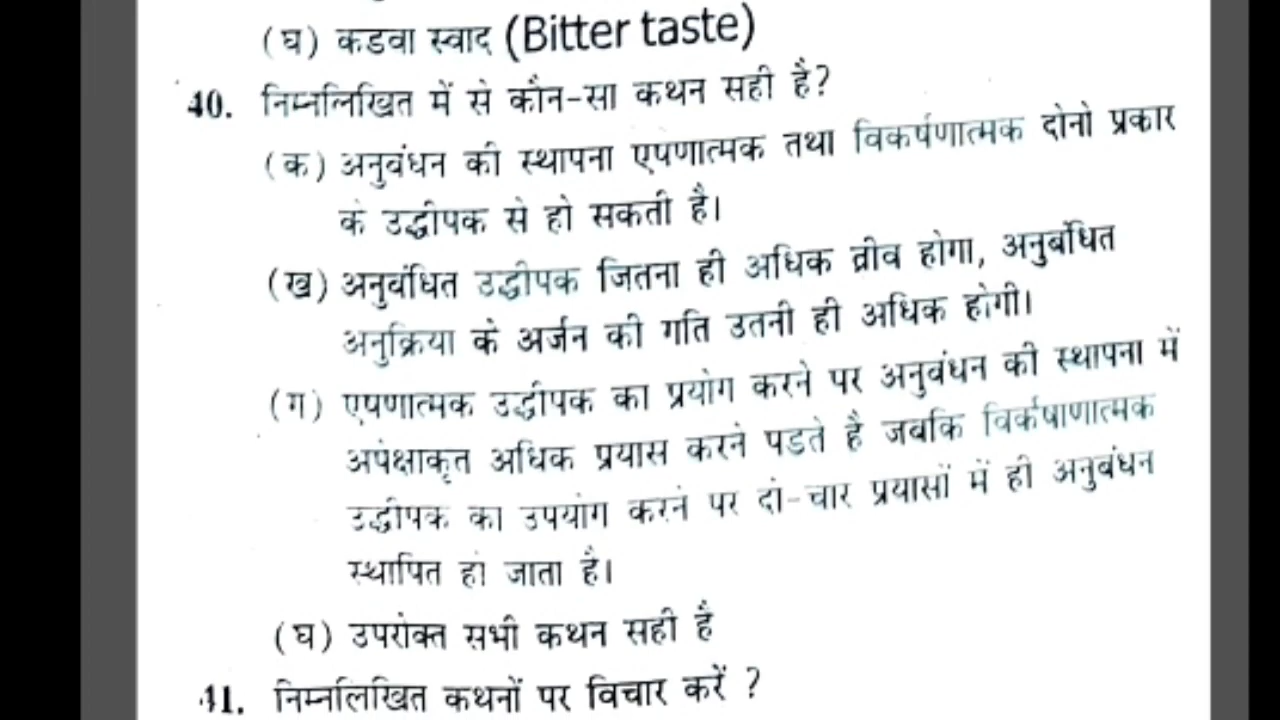 (घ) कडवा स्वाद (Bitter taste)
40. निम्नलिखित में से कौन-सा कथन सही है?
(क) अनुवंधन की स्थापना एषणात्मक तथा विकर्षणात्मक दोनो प्रकार
के उद्धीपक से हो सकती है।
(ख) अनुवंधित उद्धीपक जितना ही अधिक व्रीव होगा, अनुबंधित
अनुक्रिया के अर्जन की गति उतनी ही अधिक होगी।
(ग) एषणात्मक उद्धीपक का प्रयोग करने पर अनुवंधन की स्थापना में
अपेक्षाकृत अधिक प्रयास करने पडते है जबकि विर्कषाणात्मक
उद्धीपक का उपयोग करने पर दो-चार प्रयासों में ही अनुबंधन
स्थापित हो जाता है।
(घ) उपरोक्त सभी कथन सही है
41. निम्नलिखित कथनों पर विचार करें ?